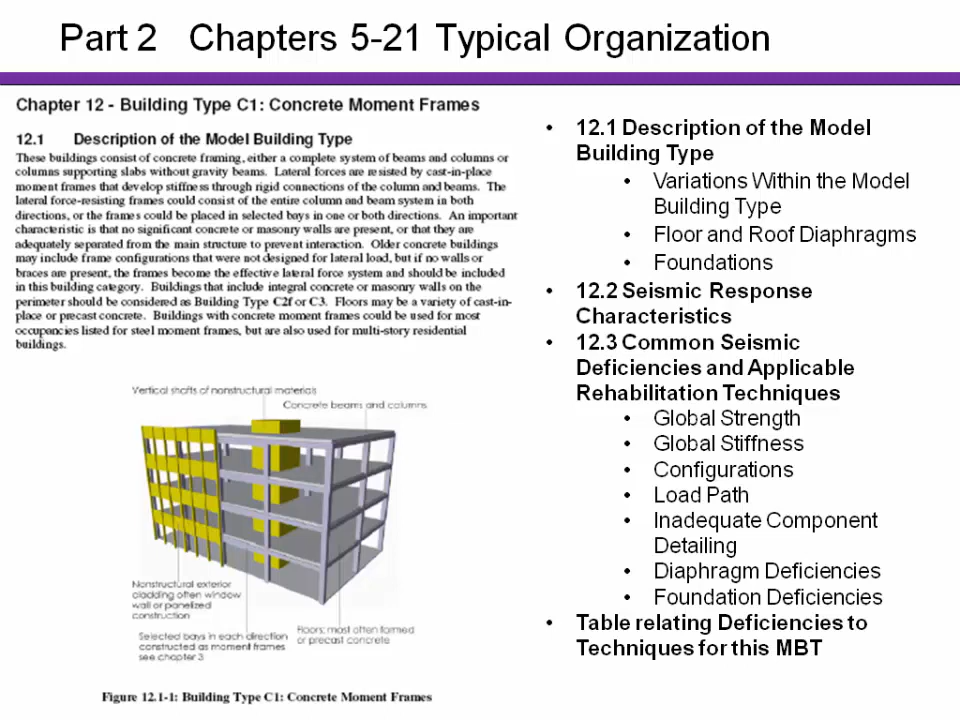 Part 2 Chapters 5-21 Typical Organization
Chapter 12 - Building Type C1: Concrete Moment Frames
12.1 Description of the Model Building Type
These buildings consist of concrete framing, either a complete system of beams and columns or
columns supporting slabs without gravity beams. Lateral forces are resisted by cast-in-place
moment frames that develop stiffness through rigid connections of the column and beams. The
lateral force-resisting frames could consist of the entire column and beam system in both
directions, or the frames could be placed in selected bays in one or both directions. An important
characteristic is that no significant concrete or masonry walls are present, or that they are
adequately separated from the main structure to prevent interaction. Older concrete buildings
may include frame configurations that were not designed for lateral load, but if no walls or
braces are present, the frames become the effective lateral force system and should be included
in this building category. Buildings that include integral concrete or masonry walls on the
perimeter should be considered as Building Type C2f or C3. Floors may be a variety of cast-in-
place or precast concrete. Buildings with concrete moment frames could be used for most
occupancies listed for steel moment frames, but are also used for multi-story residential
buildings.
Vertical shafts of nonstructural materials
Concrete beams and columns
Nonstructural exterior
cladding often window
wall or panelized
construction
Selected bays in each direction
constructed as moment frames
see chapter 3
Floors: most often formed
or precast concrete
Figure 12.1-1: Building Type C1: Concrete Moment Frames
• 12.1 Description of the Model
Building Type
• Variations Within the Model
Building Type
• Floor and Roof Diaphragms
• Foundations
• 12.2 Seismic Response
Characteristics
• 12.3 Common Seismic
Deficiencies and Applicable
Rehabilitation Techniques
• Global Strength
• Global Stiffness
• Configurations
• Load Path
• Inadequate Component
Detailing
• Diaphragm Deficiencies
• Foundation Deficiencies
• Table relating Deficiencies to
Techniques for this MBT